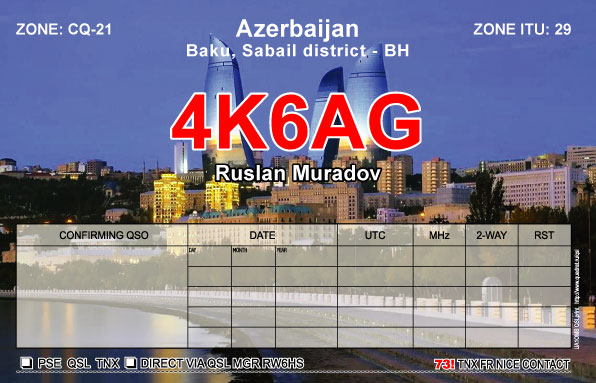 ZONE: CQ-21
Azerbaijan
ZONE ITU: 29
Baku, Sabail district - BH
4K6AG
Ruslan Muradov
CONFIRMING QSO DATE UTC MHz 2-WAY RST
DAY MONTH YEAR
PSE QSL TNX DIRECT VIA QSL MGR RW6HS
73! TNX FR NICE CONTACT